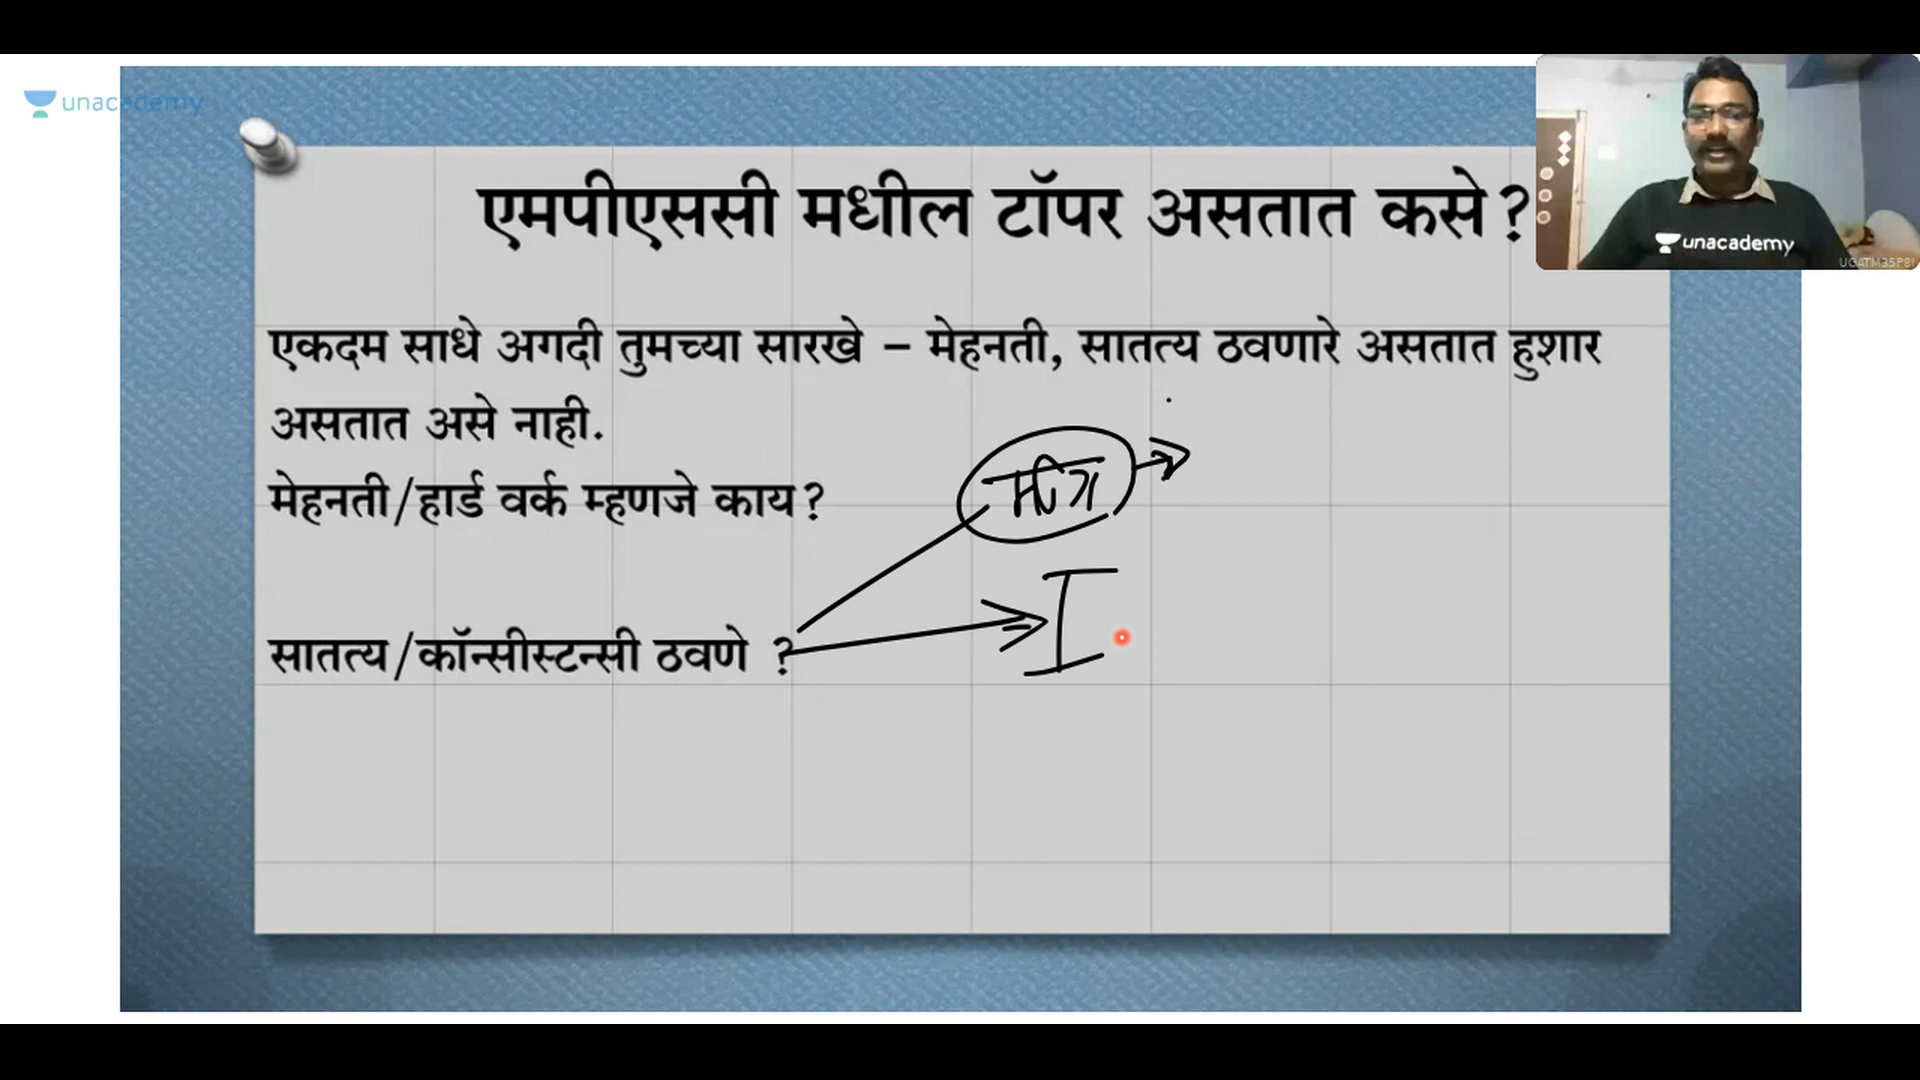 unacademy
एमपीएससी मधील टॉपर असतात कसे?
एकदम साधे अगदी तुमच्या सारखे – मेहनती, सातत्य ठवणारे असतात हुशार
असतात असे नाही.
मेहनती/हार्ड वर्क म्हणजे काय?
मित्र
I
सातत्य/कॉन्सीस्टन्सी ठवणे ?
unacademy